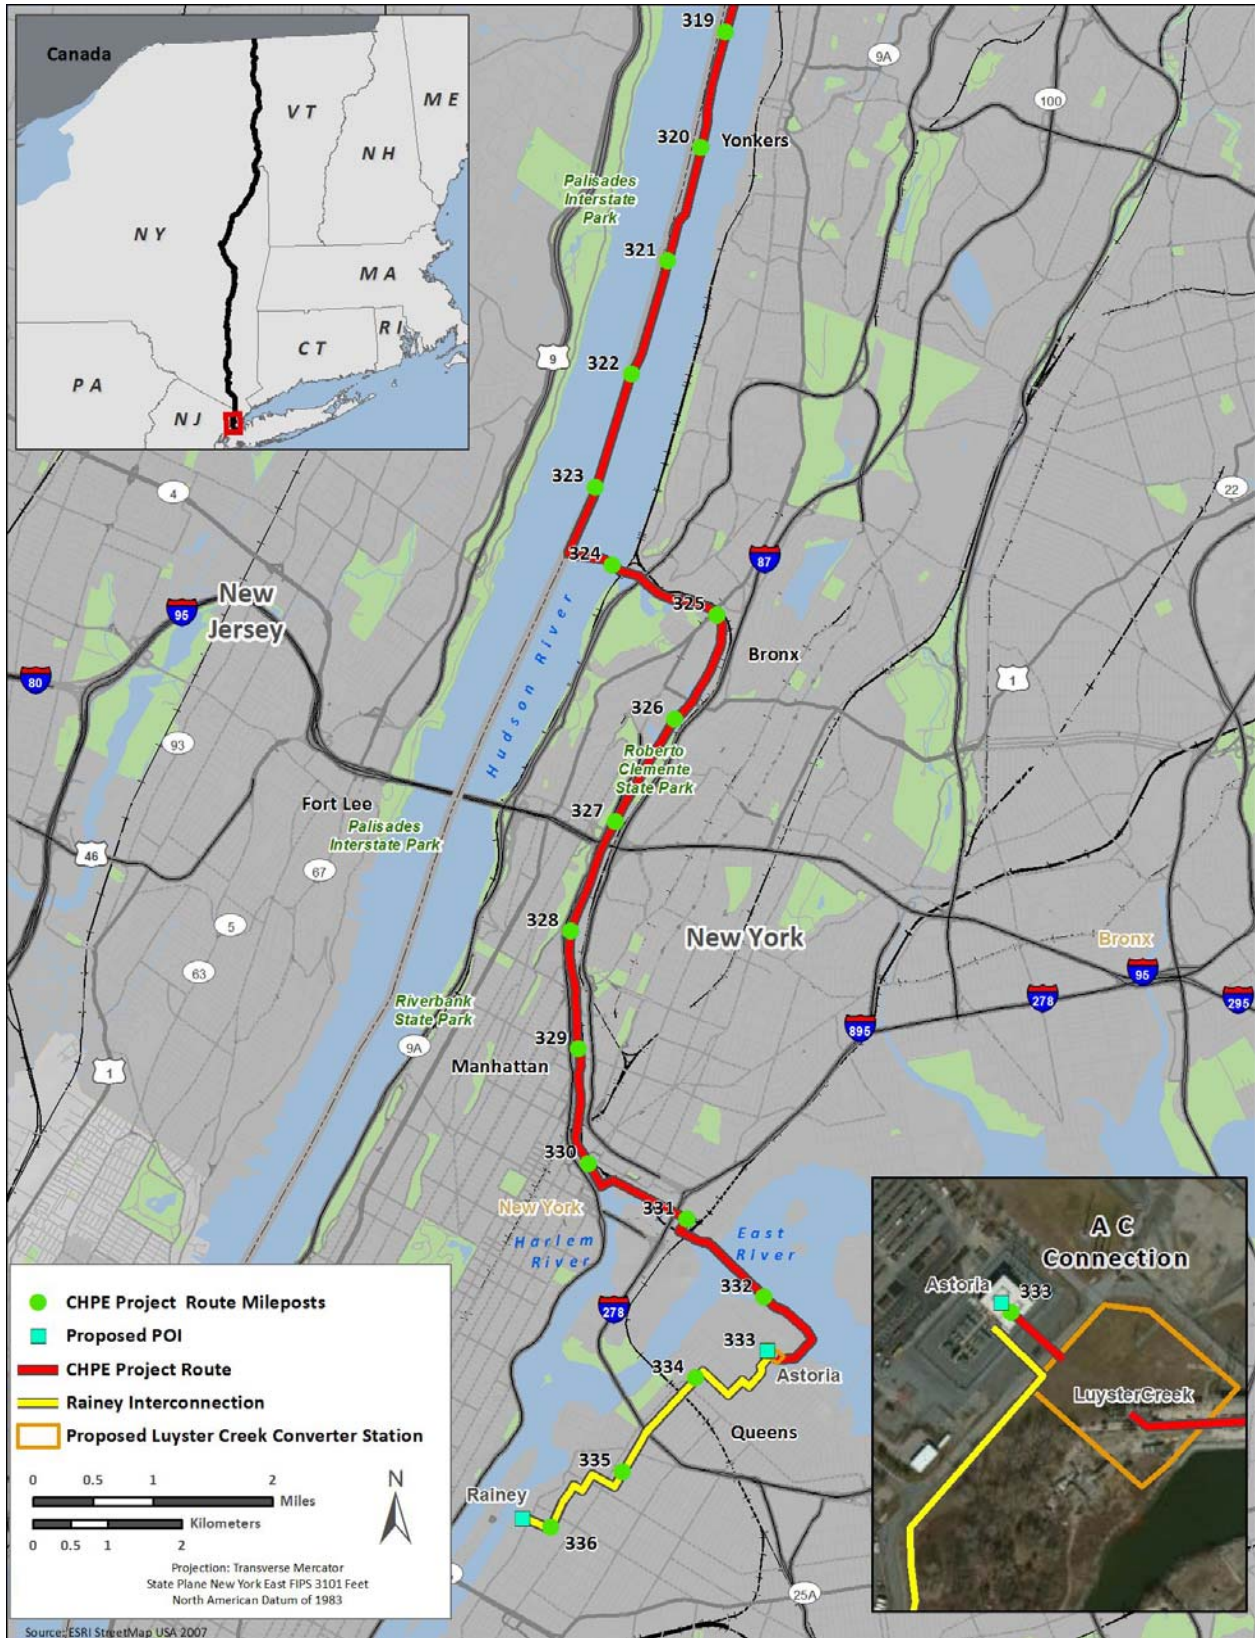 Canada
VT
ME
NH
NY
MA
RI
CT
PA
NJ
319
9A
100
320
Yonkers
Palisades
Interstate
Park
321
9
322
323
4
22
324
87
95
New
Jersey
325
Bronx
80
1
326
93
Roberto
Clemente
State Park
Hudson River
Fort Lee
327
Palisades
Interstate Park
46
67
328
5
New York
Bronx
63
95
278
295
Riverbank
State Park
895
9A
329
Manhattan
1
330
New York
331
Harlem
River
East
River
332
278
333
334
Astoria
Queens
335
Rainey
336
25A
AC
Connection
Astoria
333
LuysterCreek
CHPE Project Route Mileposts
Proposed POI
CHPE Project Route
Rainey Interconnection
Proposed Luyster Creek Converter Station
0 0.5 1 2
Miles
Kilometers
0 0.5 1 2
N
Projection: Transverse Mercator
State Plane New York East FIPS 3101 Feet
North American Datum of 1983
Source: ESRI StreetMap USA 2007